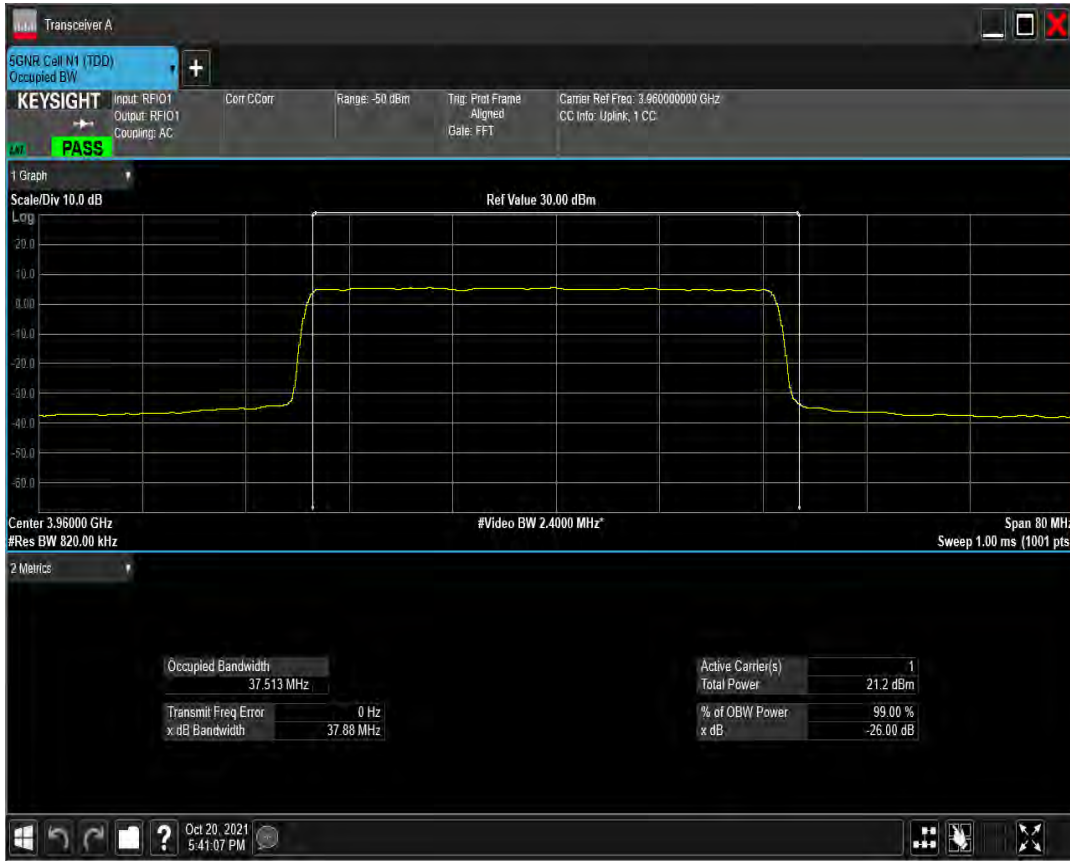 Transceiver A
5GNR Cell N1 (TDD)
Occupied BW
+
KEYSIGHT
Input: RFIO1
Output: RFIO1
Coupling: AC
Corr CCorr
Range: -50 dBm
Trig: Prot Frame
Aligned
Gate: FFT
Carrier Ref Freq: 3.960000000 GHz
CC Info: Uplink, 1 CC
PASS
1 Graph
Scale/Div 10.0 dB
Ref Value 30.00 dBm
Log
20.0
10.0
0.00
-10.0
-20.0
-30.0
-40.0
-50.0
-60.0
Center 3.96000 GHz
#Video BW 2.4000 MHz*
Span 80 MHz
#Res BW 820.00 kHz
Sweep 1.00 ms (1001 pts
2 Metrics
Occupied Bandwidth
37.513 MHz
Transmit Freq Error 0 Hz
x dB Bandwidth 37.88 MHz
Active Carrier(s) 1
Total Power 21.2 dBm
% of OBW Power 99.00 %
x dB -26.00 dB
?
Oct 20, 2021
5:41:07 PM